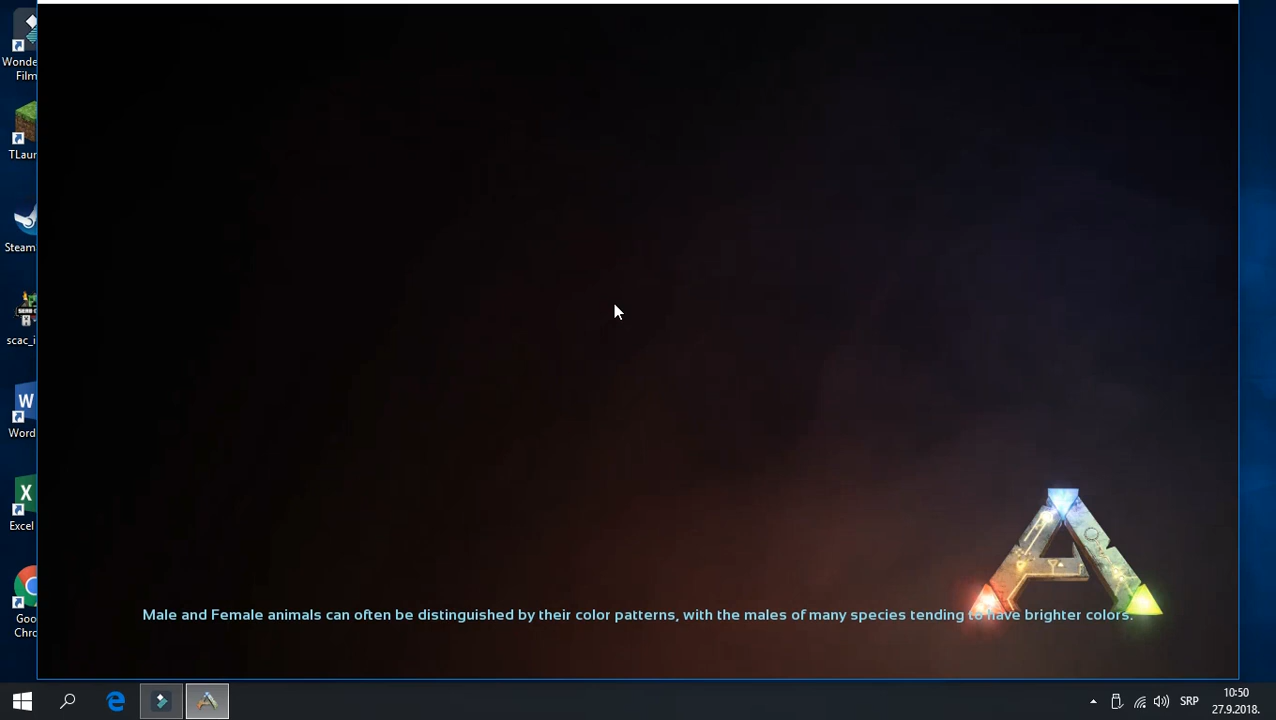 Wonde
Film
TLaun
Steam
scac_i
Word
Excel
Goo
Chro
Male and Female animals can often be distinguished by their color patterns, with the males of many species tending to have brighter colors.
SRP
10:50
27.9.2018.